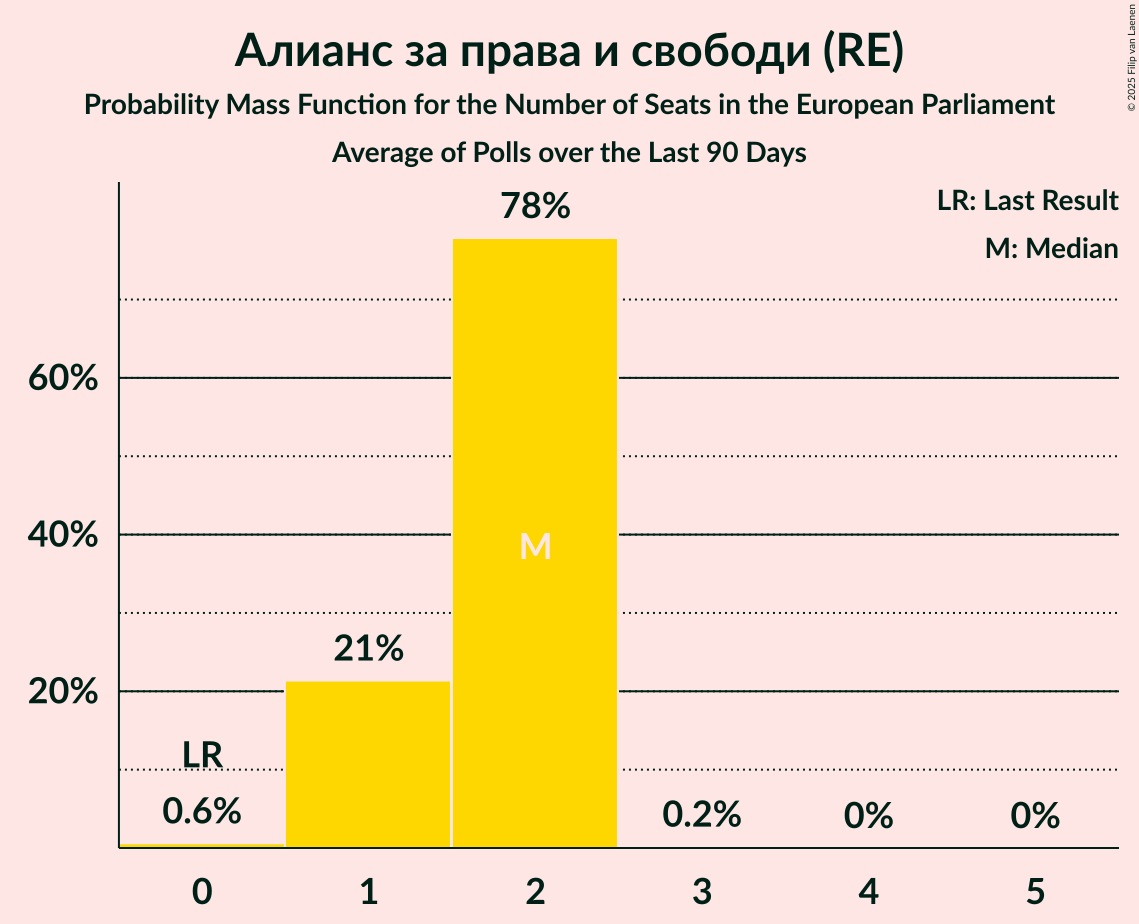 Алианс за права и свободи (RE)
Probability Mass Function for the Number of Seats in the European Parliament
Average of Polls over the Last 90 Days
© 2025 Filip van Laenen
LR: Last Result
M: Median
78%
60%
40%
M
21%
20%
LR
0.6%
0.2%
0%
0%
0 1 2 3 4 5